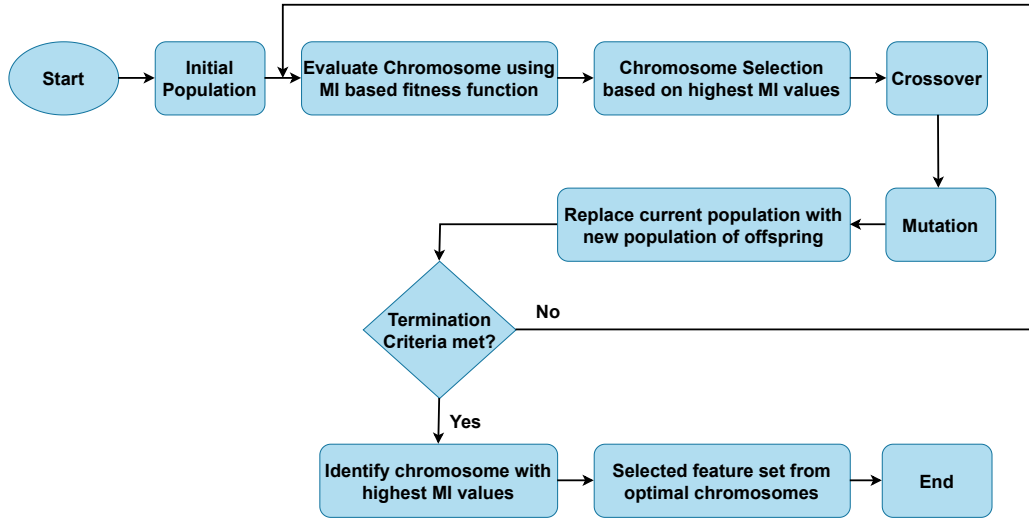 Start
Initial
Population
Evaluate Chromosome using
MI based fitness function
Chromosome Selection
based on highest MI values
Crossover
Mutation
Replace current population with
new population of offspring
Termination
Criteria met?
No
Yes
Identify chromosome with
highest MI values
Selected feature set from
optimal chromosomes
End